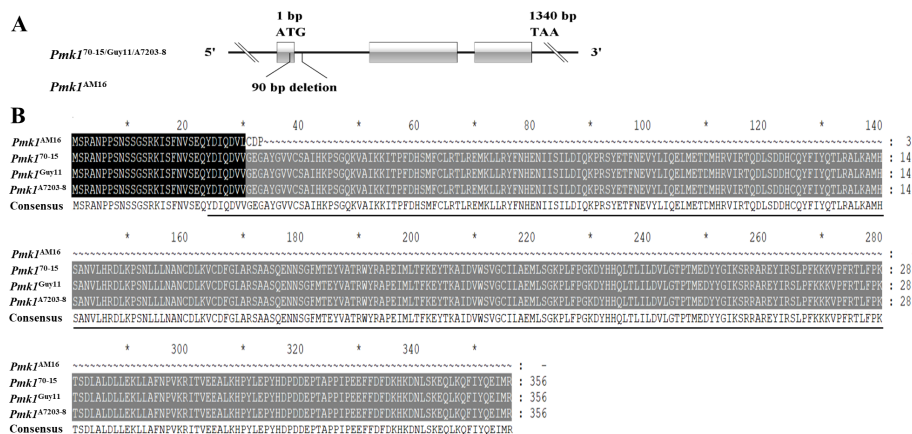 A
1 bp
1340 bp
ATG
TAA
Pmk1 70-15/Guy11/A7203-8
5'
3'
Pmk1 AM16
90 bp deletion
B
* 20 * 40 * 60 * 80 * 100 * 120 * 140
Pmk1 AM16 MSRANPPSNSSGSRKISFNVSEQYDIQDVLCDP : 3
Pmk1 70-15 MSRANPPSNSSGSRKISFNVSEQYDIQDVVGEGAYGVVCSAIHKPSGQKVAIKKITPFDHSMFCLRTLREMKLLRYFNHENIISILDIQKPRSYETFNEVYLIQELMETDMHRVIRTQDLSDDHCQYFIYQTLRALKAMH : 14
Pmk1 Guy11 MSRANPPSNSSGSRKISFNVSEQYDIQDVVGEGAYGVVCSAIHKPSGQKVAIKKITPFDHSMFCLRTLREMKLLRYFNHENIISILDIQKPRSYETFNEVYLIQELMETDMHRVIRTQDLSDDHCQYFIYQTLRALKAMH : 14
Pmk1 A7203-8 MSRANPPSNSSGSRKISFNVSEQYDIQDVVGEGAYGVVCSAIHKPSGQKVAIKKITPFDHSMFCLRTLREMKLLRYFNHENIISILDIQKPRSYETFNEVYLIQELMETDMHRVIRTQDLSDDHCQYFIYQTLRALKAMH : 14
Consensus MSRANPPSNSSGSRKISFNVSEQYDIQDVVGEGAYGVVCSAIHKPSGQKVAIKKITPFDHSMFCLRTLREMKLLRYFNHENIISILDIQKPRSYETFNEVYLIQELMETDMHRVIRTQDLSDDHCQYFIYQTLRALKAMH
* 160 * 180 * 200 * 220 * 240 * 260 * 280
Pmk1 AM16 : -
Pmk1 70-15 SANVLHRDLKPSNLLLNANCDLKVCDFGLARSAASQENNSGFMTEYVATRWYRAPEIMLTFKEYTKAIDVWSVGCILAEMLSGKPLFPGKDYHHQLTLILDVLGTPTMEDYYGIKSRRAREYIRSLPFKKKVPFRTLFPK : 28
Pmk1 Guy11 SANVLHRDLKPSNLLLNANCDLKVCDFGLARSAASQENNSGFMTEYVATRWYRAPEIMLTFKEYTKAIDVWSVGCILAEMLSGKPLFPGKDYHHQLTLILDVLGTPTMEDYYGIKSRRAREYIRSLPFKKKVPFRTLFPK : 28
Pmk1 A7203-8 SANVLHRDLKPSNLLLNANCDLKVCDFGLARSAASQENNSGFMTEYVATRWYRAPEIMLTFKEYTKAIDVWSVGCILAEMLSGKPLFPGKDYHHQLTLILDVLGTPTMEDYYGIKSRRAREYIRSLPFKKKVPFRTLFPK : 28
Consensus SANVLHRDLKPSNLLLNANCDLKVCDFGLARSAASQENNSGFMTEYVATRWYRAPEIMLTFKEYTKAIDVWSVGCILAEMLSGKPLFPGKDYHHQLTLILDVLGTPTMEDYYGIKSRRAREYIRSLPFKKKVPFRTLFPK
* 300 * 320 * 340 *
Pmk1 AM16 : -
Pmk1 70-15 TSDLALDLLEKLLAFNPVKRITVEEALKHPYLEPYHDPDDEPTAPPIPEEFFDFDKHKDNLSKEQLKQFIYQEIMR : 356
Pmk1 Guy11 TSDLALDLLEKLLAFNPVKRITVEEALKHPYLEPYHDPDDEPTAPPIPEEFFDFDKHKDNLSKEQLKQFIYQEIMR : 356
Pmk1 A7203-8 TSDLALDLLEKLLAFNPVKRITVEEALKHPYLEPYHDPDDEPTAPPIPEEFFDFDKHKDNLSKEQLKQFIYQEIMR : 356
Consensus TSDLALDLLEKLLAFNPVKRITVEEALKHPYLEPYHDPDDEPTAPPIPEEFFDFDKHKDNLSKEQLKQFIYQEIMR